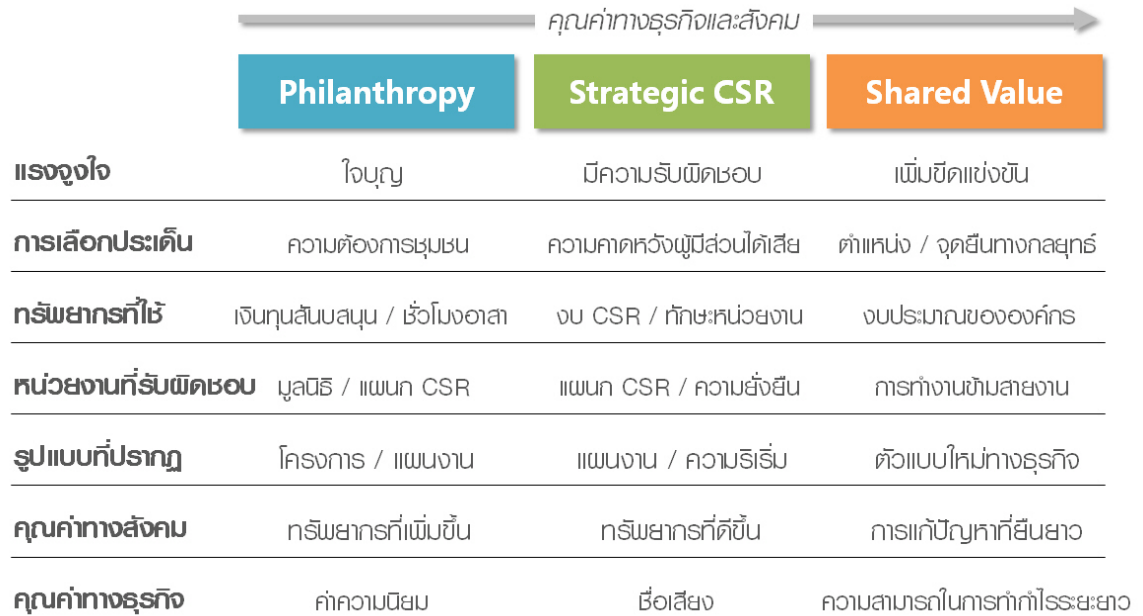 คุณค่าทางธุรกิจและสังคม
Philanthropy Strategic CSR Shared Value
แรงจูงใจ ใจบุญ มีความรับผิดชอบ เพิ่มขีดแข่งขัน
การเลือกประเด็น ความต้องการชุมชน ความคาดหวังผู้มีส่วนได้เสีย ตำแหน่ง / จุดยืนทางกลยุทธ์
ทรัพยากรที่ใช้ เงินทุนสนับสนุน / ชั่วโมงอาสา งบ CSR / ทักษะหน่วยงาน งบประมาณขององค์กร
หน่วยงานที่รับผิดชอบ มูลนิธิ / แผนก CSR แผนก CSR / ความยั่งยืน การทำงานข้ามสายงาน
รูปแบบที่ปรากฏ โครงการ / แผนงาน แผนงาน / ความริเริ่ม ตัวแบบใหม่ทางธุรกิจ
คุณค่าทางสังคม ทรัพยากรที่เพิ่มขึ้น ทรัพยากรที่ดีขึ้น การแก้ปัญหาที่ยืนยาว
คุณค่าทางธุรกิจ ค่าความนิยม ชื่อเสียง ความสามารถในการทำกำไรระยะยาว